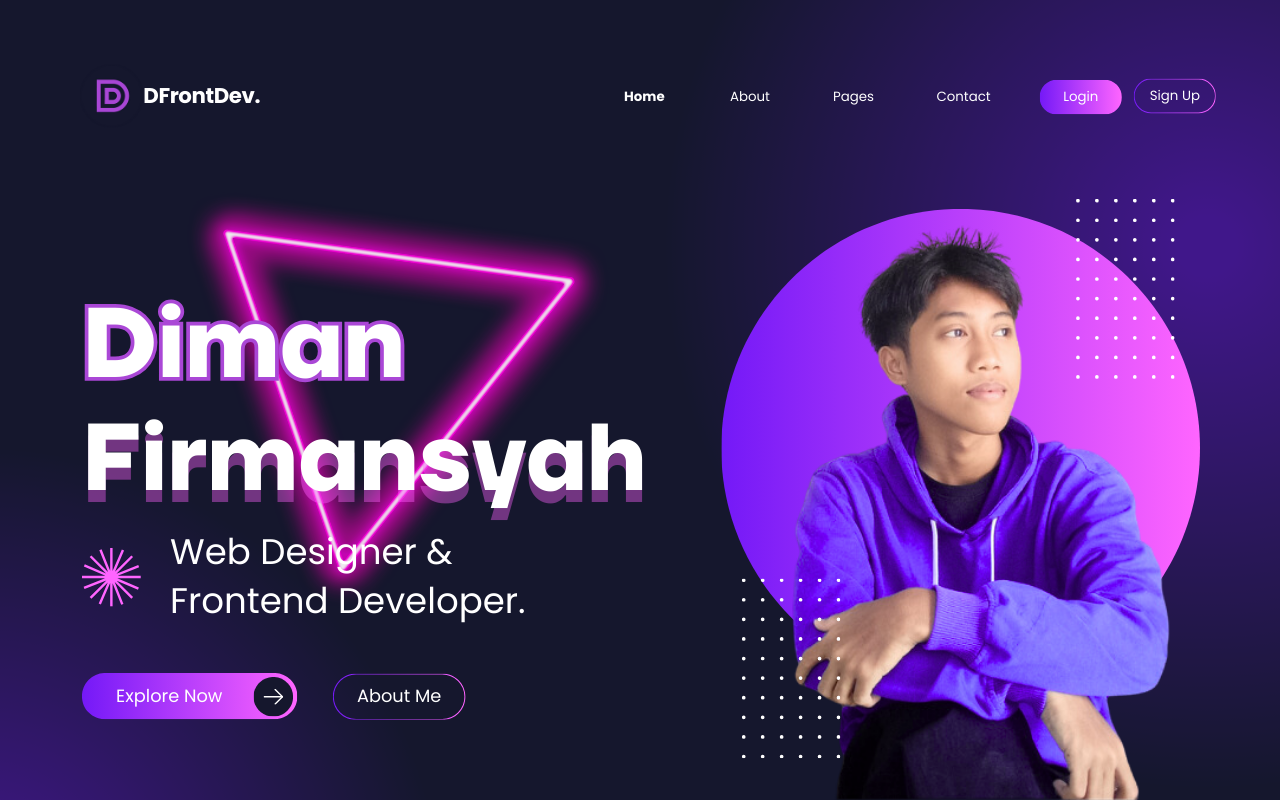 DFrontDev.
Home
About
Pages
Contact
Login
Sign Up
Diman
Firmansyah
Web Designer &
Frontend Developer.
Explore Now
About Me